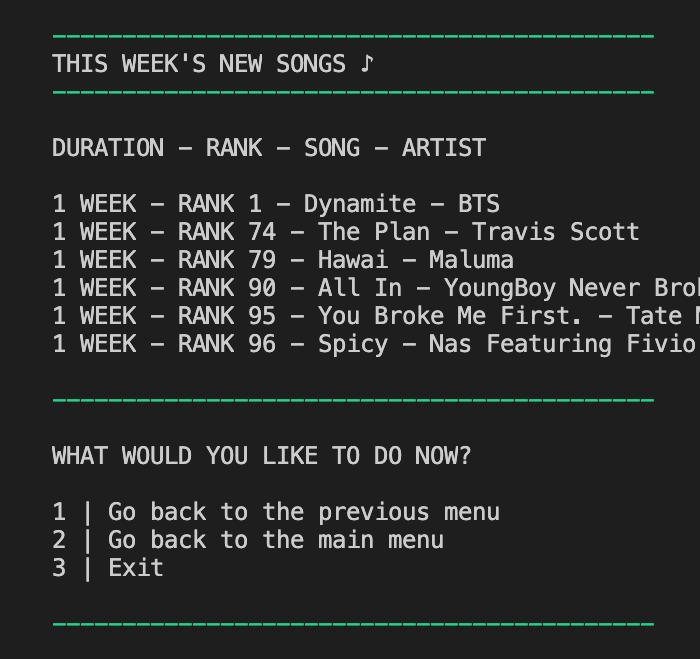 THIS WEEK'S NEW SONGS ♪
DURATION – RANK – SONG – ARTIST
1 WEEK – RANK 1 – Dynamite – BTS
1 WEEK – RANK 74 – The Plan – Travis Scott
1 WEEK – RANK 79 – Hawai – Maluma
1 WEEK – RANK 90 – All In – YoungBoy Never
1 WEEK – RANK 95 – You Broke Me First. – Tate
1 WEEK – RANK 96 – Spicy – Nas Featuring Fivio
WHAT WOULD YOU LIKE TO DO NOW?
1 | Go back to the previous menu
2 | Go back to the main menu
3 | Exit